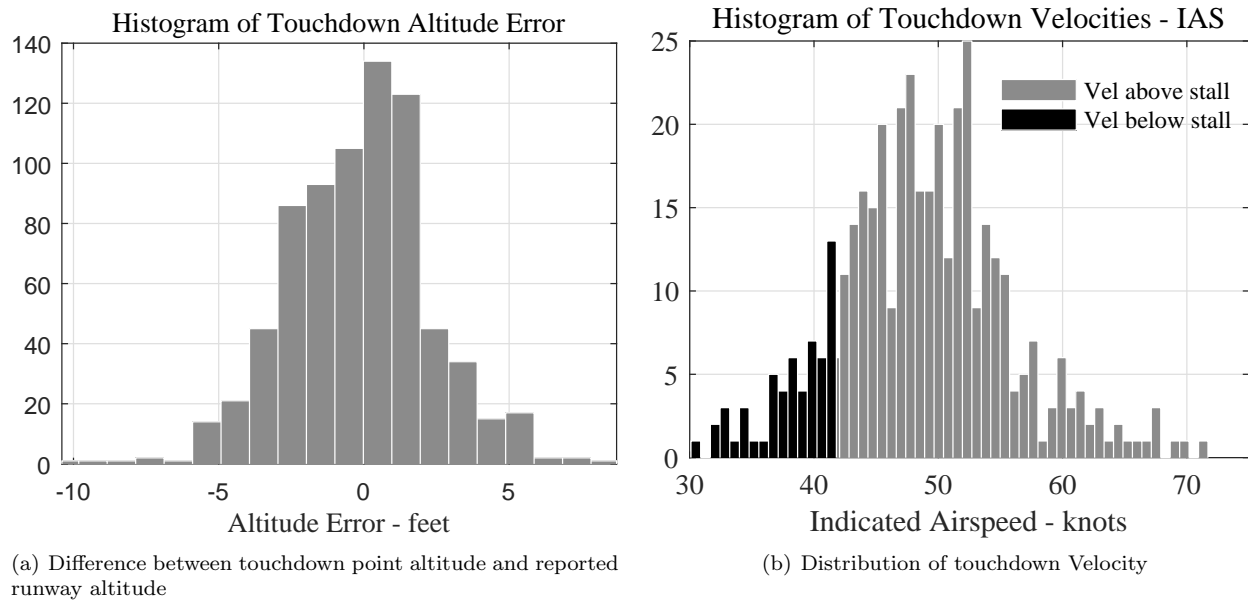 Histogram of Touchdown Altitude Error
140
120
100
80
60
40
20
0
-10 -5 0 5
Altitude Error - feet
(a) Difference between touchdown point altitude and reported
runway altitude
Histogram of Touchdown Velocities - IAS
25
20
15
10
5
0
Vel above stall
Vel below stall
30 40 50 60 70
Indicated Airspeed - knots
(b) Distribution of touchdown Velocity